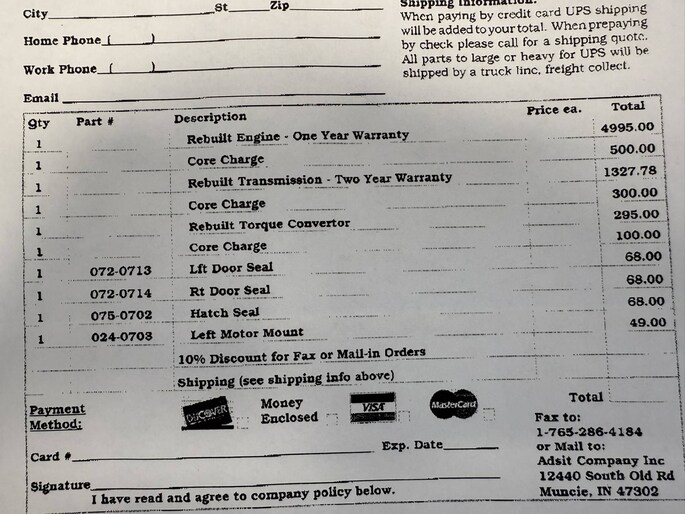 Shipping Information:
City St Zip
When paying by credit card UPS shipping
will be added to your total. When prepaying
by check please call for a shipping quote.
All parts to large or heavy for UPS will be
shipped by a truck line, freight collect.
Home Phone ( )
Work Phone ( )
Email
Qty Part # Description Price ea. Total
1 Rebuilt Engine - One Year Warranty 4995.00
1 Core Charge 500.00
1 Rebuilt Transmission - Two Year Warranty 1327.78
1 Core Charge 300.00
1 Rebuilt Torque Convertor 295.00
1 Core Charge 100.00
1 072-0713 Lft Door Seal 68.00
1 072-0714 Rt Door Seal 68.00
1 075-0702 Hatch Seal 68.00
1 024-0703 Left Motor Mount 49.00
10% Discount for Fax or Mail-in Orders
Shipping (see shipping info above)
Payment
Method:
DISCOVER
Money
Enclosed
VISA
MasterCard
Total
Card # Exp. Date
Signature
I have read and agree to company policy below.
Fax to:
1-765-286-4184
or Mail to:
Adsit Company Inc
12440 South Old Rd
Muncie, IN 47302